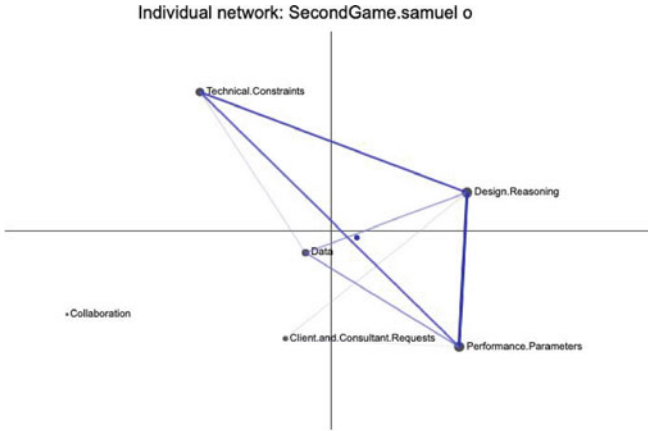 Individual network: SecondGame.samuel o
Technical.Constraints
Design.Reasoning
Data
Collaboration
Client.and.Consultant.Requests
Performance.Parameters